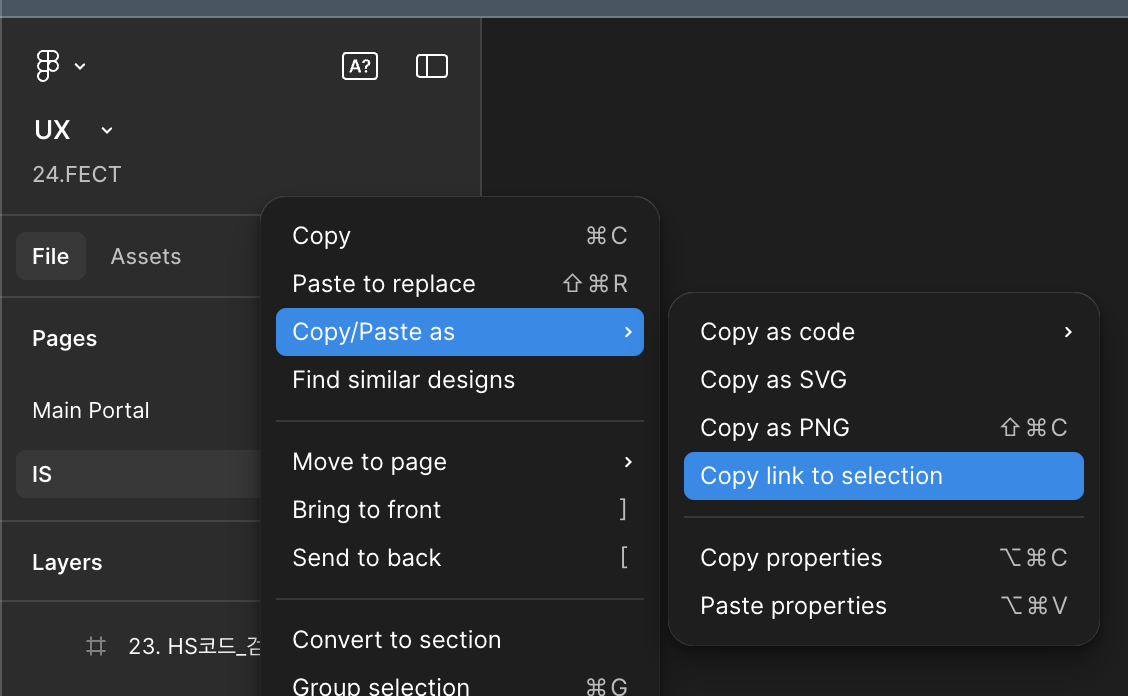 A?
UX
24.FECT
File
Assets
Pages
Main Portal
IS
Layers
23. HS코드_
Copy ⌘C
Paste to replace ⇧⌘R
Copy/Paste as
Find similar designs
Move to page
Bring to front ]
Send to back [
Convert to section
Group selection ⌘G
Copy as code
Copy as SVG
Copy as PNG ⇧⌘C
Copy link to selection
Copy properties ⌥⌘C
Paste properties ⌥⌘V